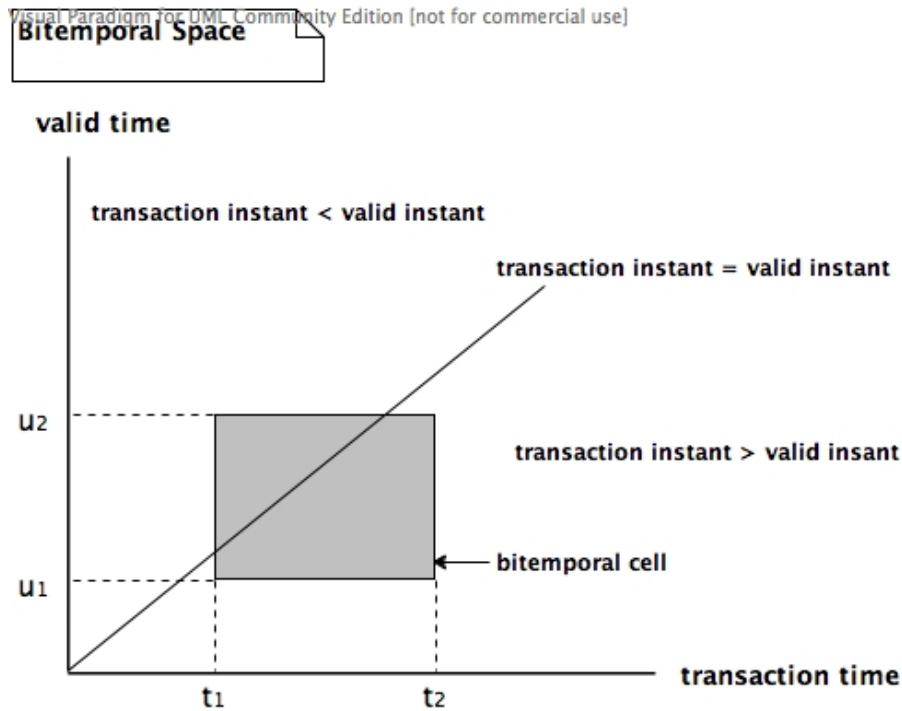 Visual Paradigm for UML Community Edition [not for commercial use]
Bitemporal Space
valid time
transaction instant < valid instant
transaction instant = valid instant
u2
transaction instant > valid insant
bitemporal cell
u1
transaction time
t1
t2